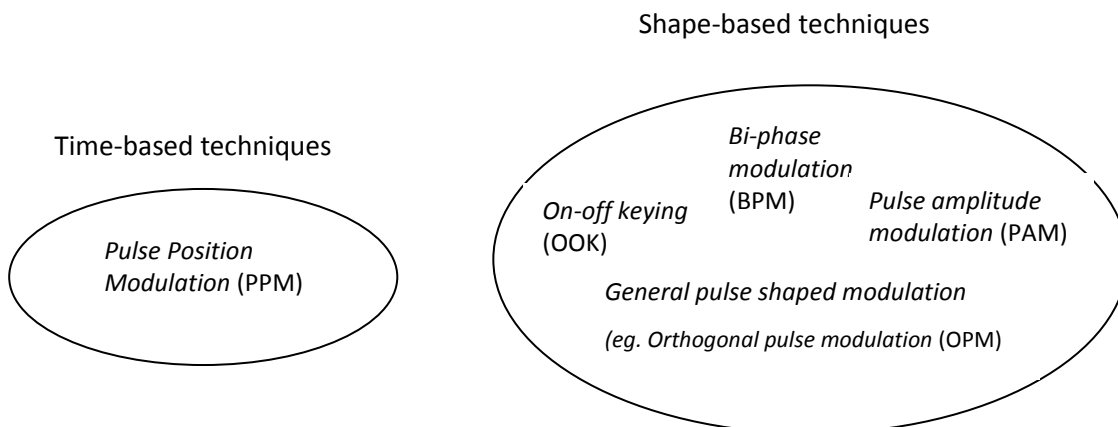 Shape-based techniques
Time-based techniques
Pulse Position
Modulation (PPM)
Bi-phase
modulation
(BPM)
On-off keying
(OOK)
Pulse amplitude
modulation (PAM)
General pulse shaped modulation
(eg. Orthogonal pulse modulation (OPM)